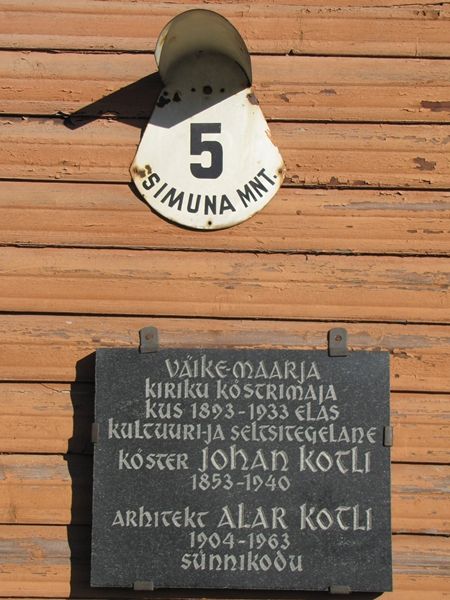 5
SIMUNA MNT.
VÄIKE-MAARJA
KIRIKU KÖSTRIMAJA
KUS 1893-1933 ELAS
KULTUURI-JA SELTSITEGELANE
KÖSTER JOHAN KOTLI
1853-1940
ARHITEKT ALAR KOTLI
1904-1963
SÜNNIKODU